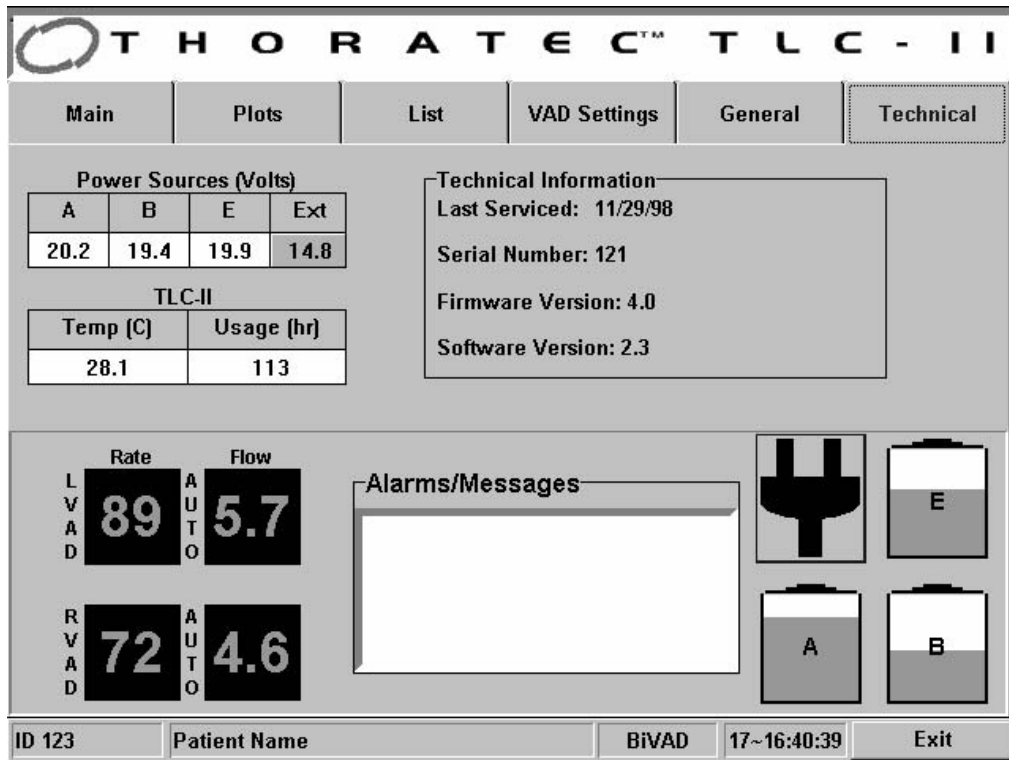 THORATEC™ TLC-II
Main Plots List VAD Settings General Technical
Power Sources (Volts)
A B E Ext
20.2 19.4 19.9 14.8
TLC-II
Temp (C) Usage (hr)
28.1 113
Technical Information
Last Serviced: 11/29/98
Serial Number: 121
Firmware Version: 4.0
Software Version: 2.3
Rate Flow
LVAD 89 AUTO 5.7
RVAD 72 AUTO 4.6
Alarms/Messages
E
A B
ID 123 Patient Name BiVAD 17~16:40:39 Exit